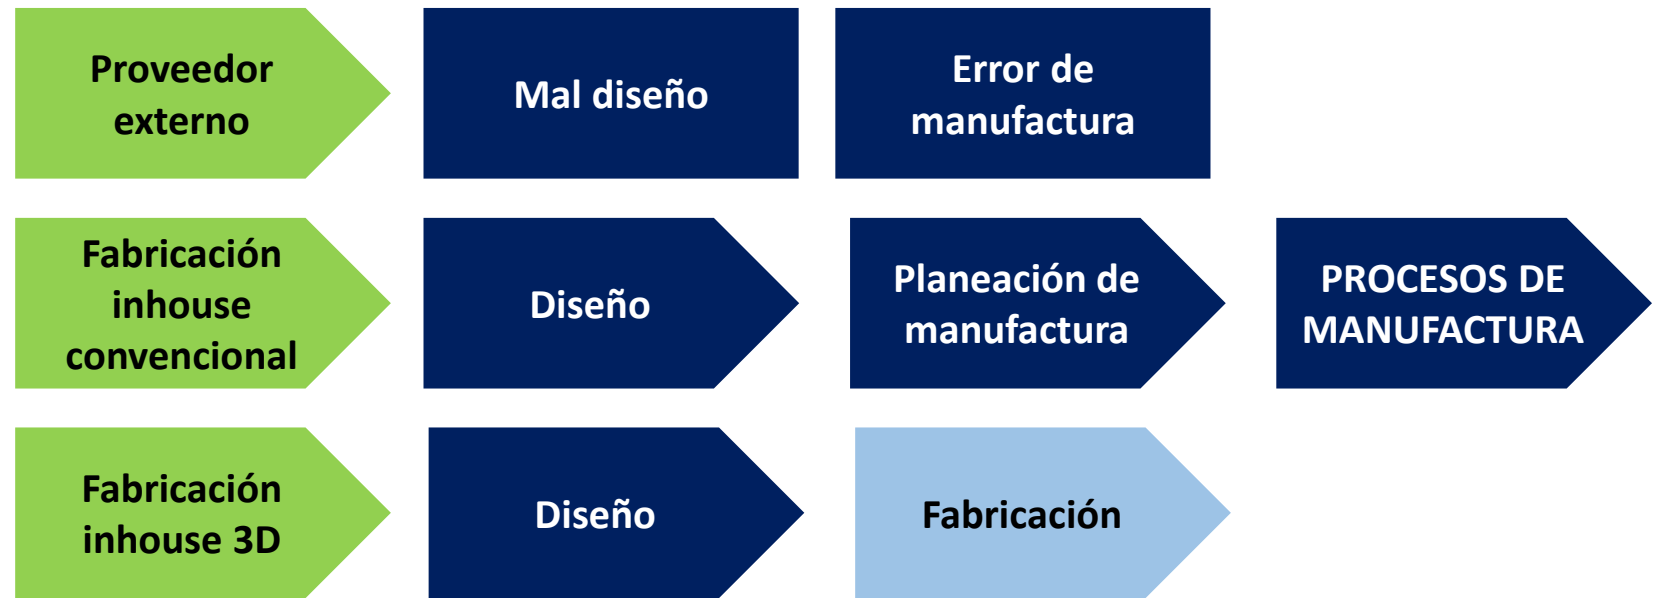 Proveedor
externo
Mal diseño
Error de
manufactura
Fabricación
inhouse
convencional
Diseño
Planeación de
manufactura
PROCESOS DE
MANUFACTURA
Fabricación
inhouse 3D
Diseño
Fabricación